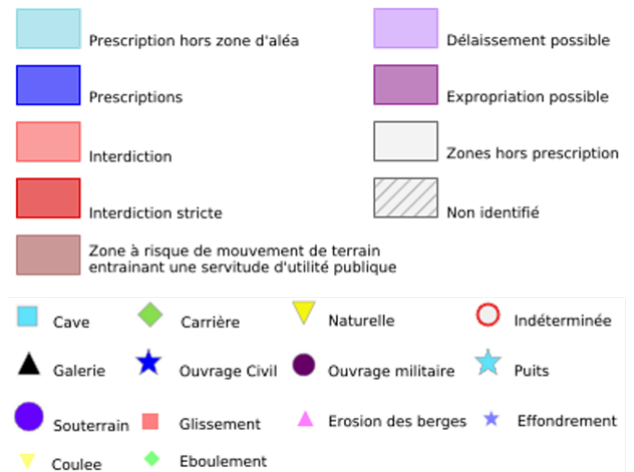 Prescription hors zone d'aléa
Délaissement possible
Prescriptions
Expropriation possible
Interdiction
Zones hors prescription
Interdiction stricte
Non identifié
Zone à risque de mouvement de terrain
entrainant une servitude d'utilité publique
Cave
Carrière
Naturelle
Indéterminée
Galerie
Ouvrage Civil
Ouvrage militaire
Puits
Souterrain
Glissement
Erosion des berges
Effondrement
Coulee
Eboulement